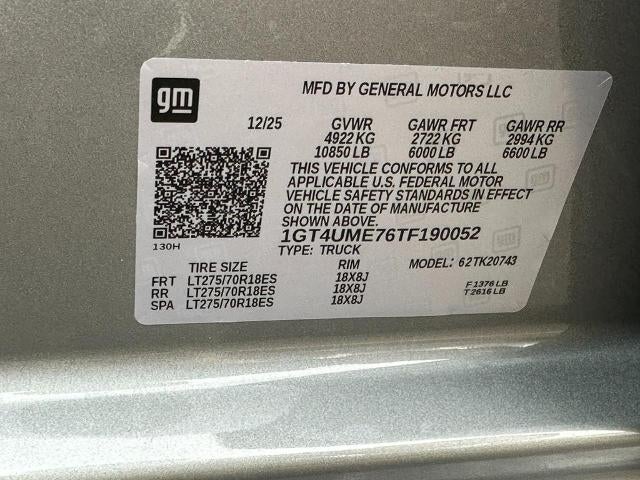 gm
MFD BY GENERAL MOTORS LLC
12/25 GVWR GAWR FRT GAWR RR
4922 KG 2722 KG 2994 KG
10850 LB 6000 LB 6600 LB
THIS VEHICLE CONFORMS TO ALL
APPLICABLE U.S. FEDERAL MOTOR
VEHICLE SAFETY STANDARDS IN EFFECT
ON THE DATE OF MANUFACTURE
SHOWN ABOVE.
130H
1GT4UME76TF190052
TYPE: TRUCK
TIRE SIZE RIM MODEL: 62TK20743
FRT LT275/70R18ES 18X8J
RR LT275/70R18ES 18X8J
SPA LT275/70R18ES 18X8J
F 1376 LB
T 2616 LB